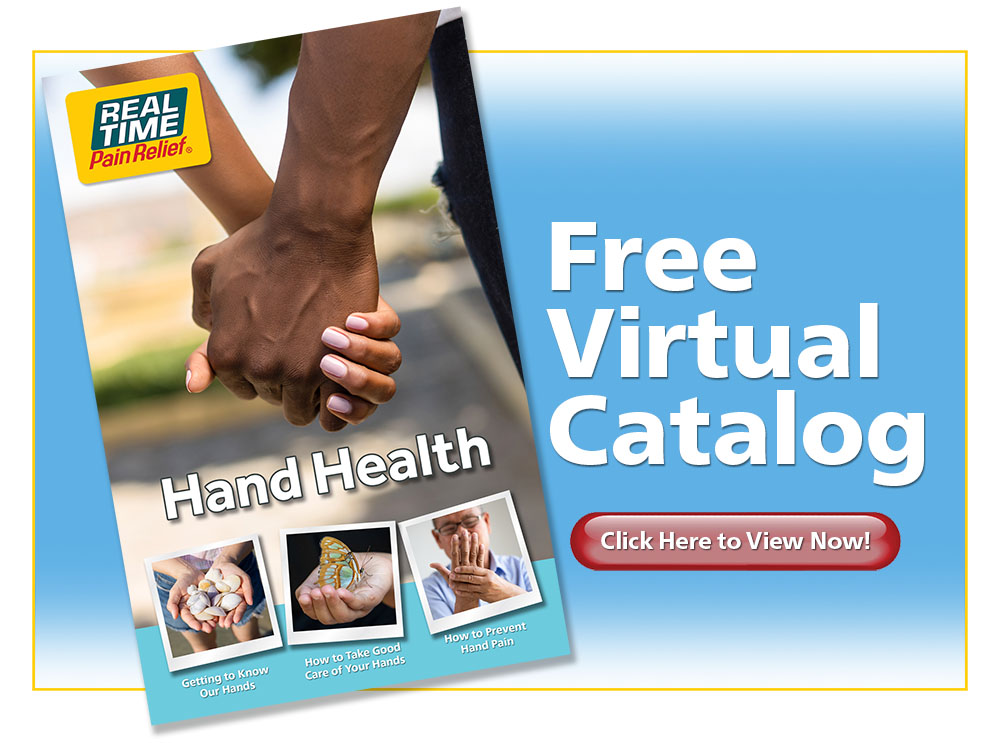 REAL
TIME
Pain Relief®
Hand Health
Getting to Know
Our Hands
How to Take Good
Care of Your Hands
How to Prevent
Hand Pain
Free
Virtual
Catalog
Click Here to View Now!